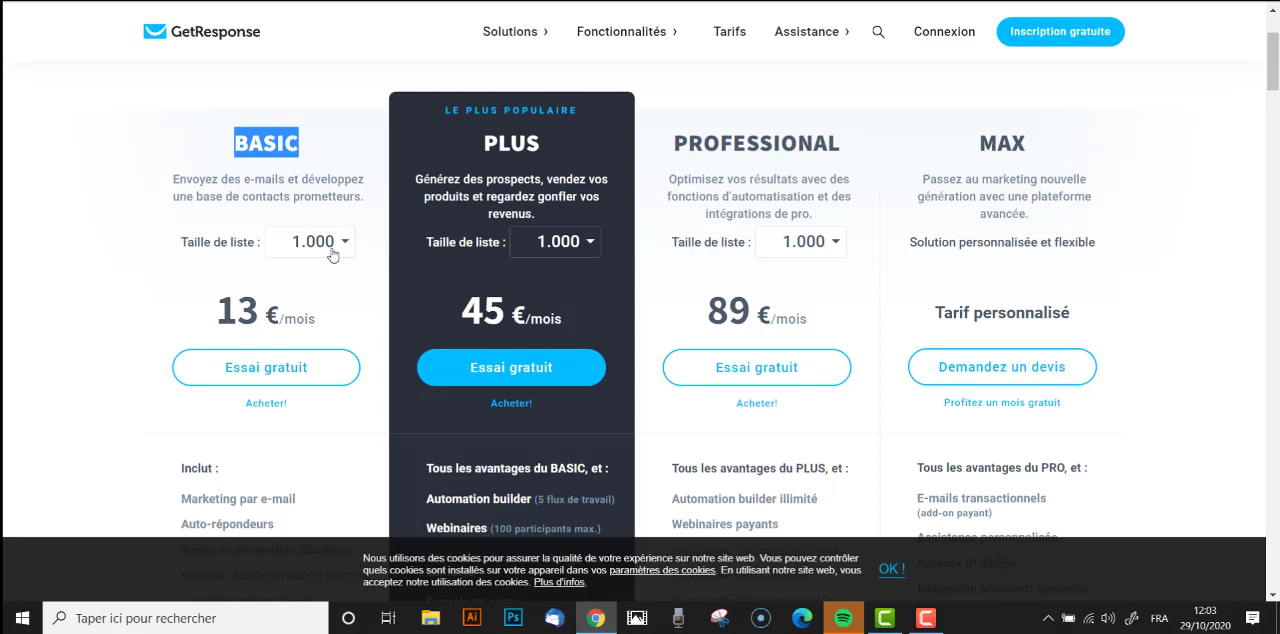 GetResponse
Solutions ›
Fonctionnalités ›
Tarifs
Assistance ›
Connexion
Inscription gratuite
BASIC
Envoyez des e-mails et développez
une base de contacts prometteurs.
Taille de liste :
1.000
13 €/mois
Essai gratuit
Acheter!
Inclut :
Marketing par e-mail
Auto-répondeurs
LE PLUS POPULAIRE
PLUS
Générez des prospects, vendez vos
produits et regardez gonfler vos
revenus.
Taille de liste :
1.000
45 €/mois
Essai gratuit
Acheter!
Tous les avantages du BASIC, et :
Automation builder (5 flux de travail)
Webinaires (100 participants max.)
PROFESSIONAL
Optimisez vos résultats avec des
fonctions d'automatisation et des
intégrations de pro.
Taille de liste :
1.000
89 €/mois
Essai gratuit
Acheter!
Tous les avantages du PLUS, et :
Automation builder illimité
Webinaires payants
MAX
Passez au marketing nouvelle
génération avec une plateforme
avancée.
Solution personnalisée et flexible
Tarif personnalisé
Demandez un devis
Profitez un mois gratuit
Tous les avantages du PRO, et :
E-mails transactionnels
(add-on payant)
Assistance personnalisée
Adresse IP dédiée
Intégration Microsoft Dynamics
Nous utilisons des cookies pour assurer la qualité de votre expérience sur notre site web. Vous pouvez contrôler
quels cookies sont installés sur votre appareil dans vos paramètres des cookies. En utilisant notre site web, vous
acceptez notre utilisation des cookies. Plus d'infos.
OK !
Taper ici pour rechercher
Ai
Ps
FRA
12:03
29/10/2020